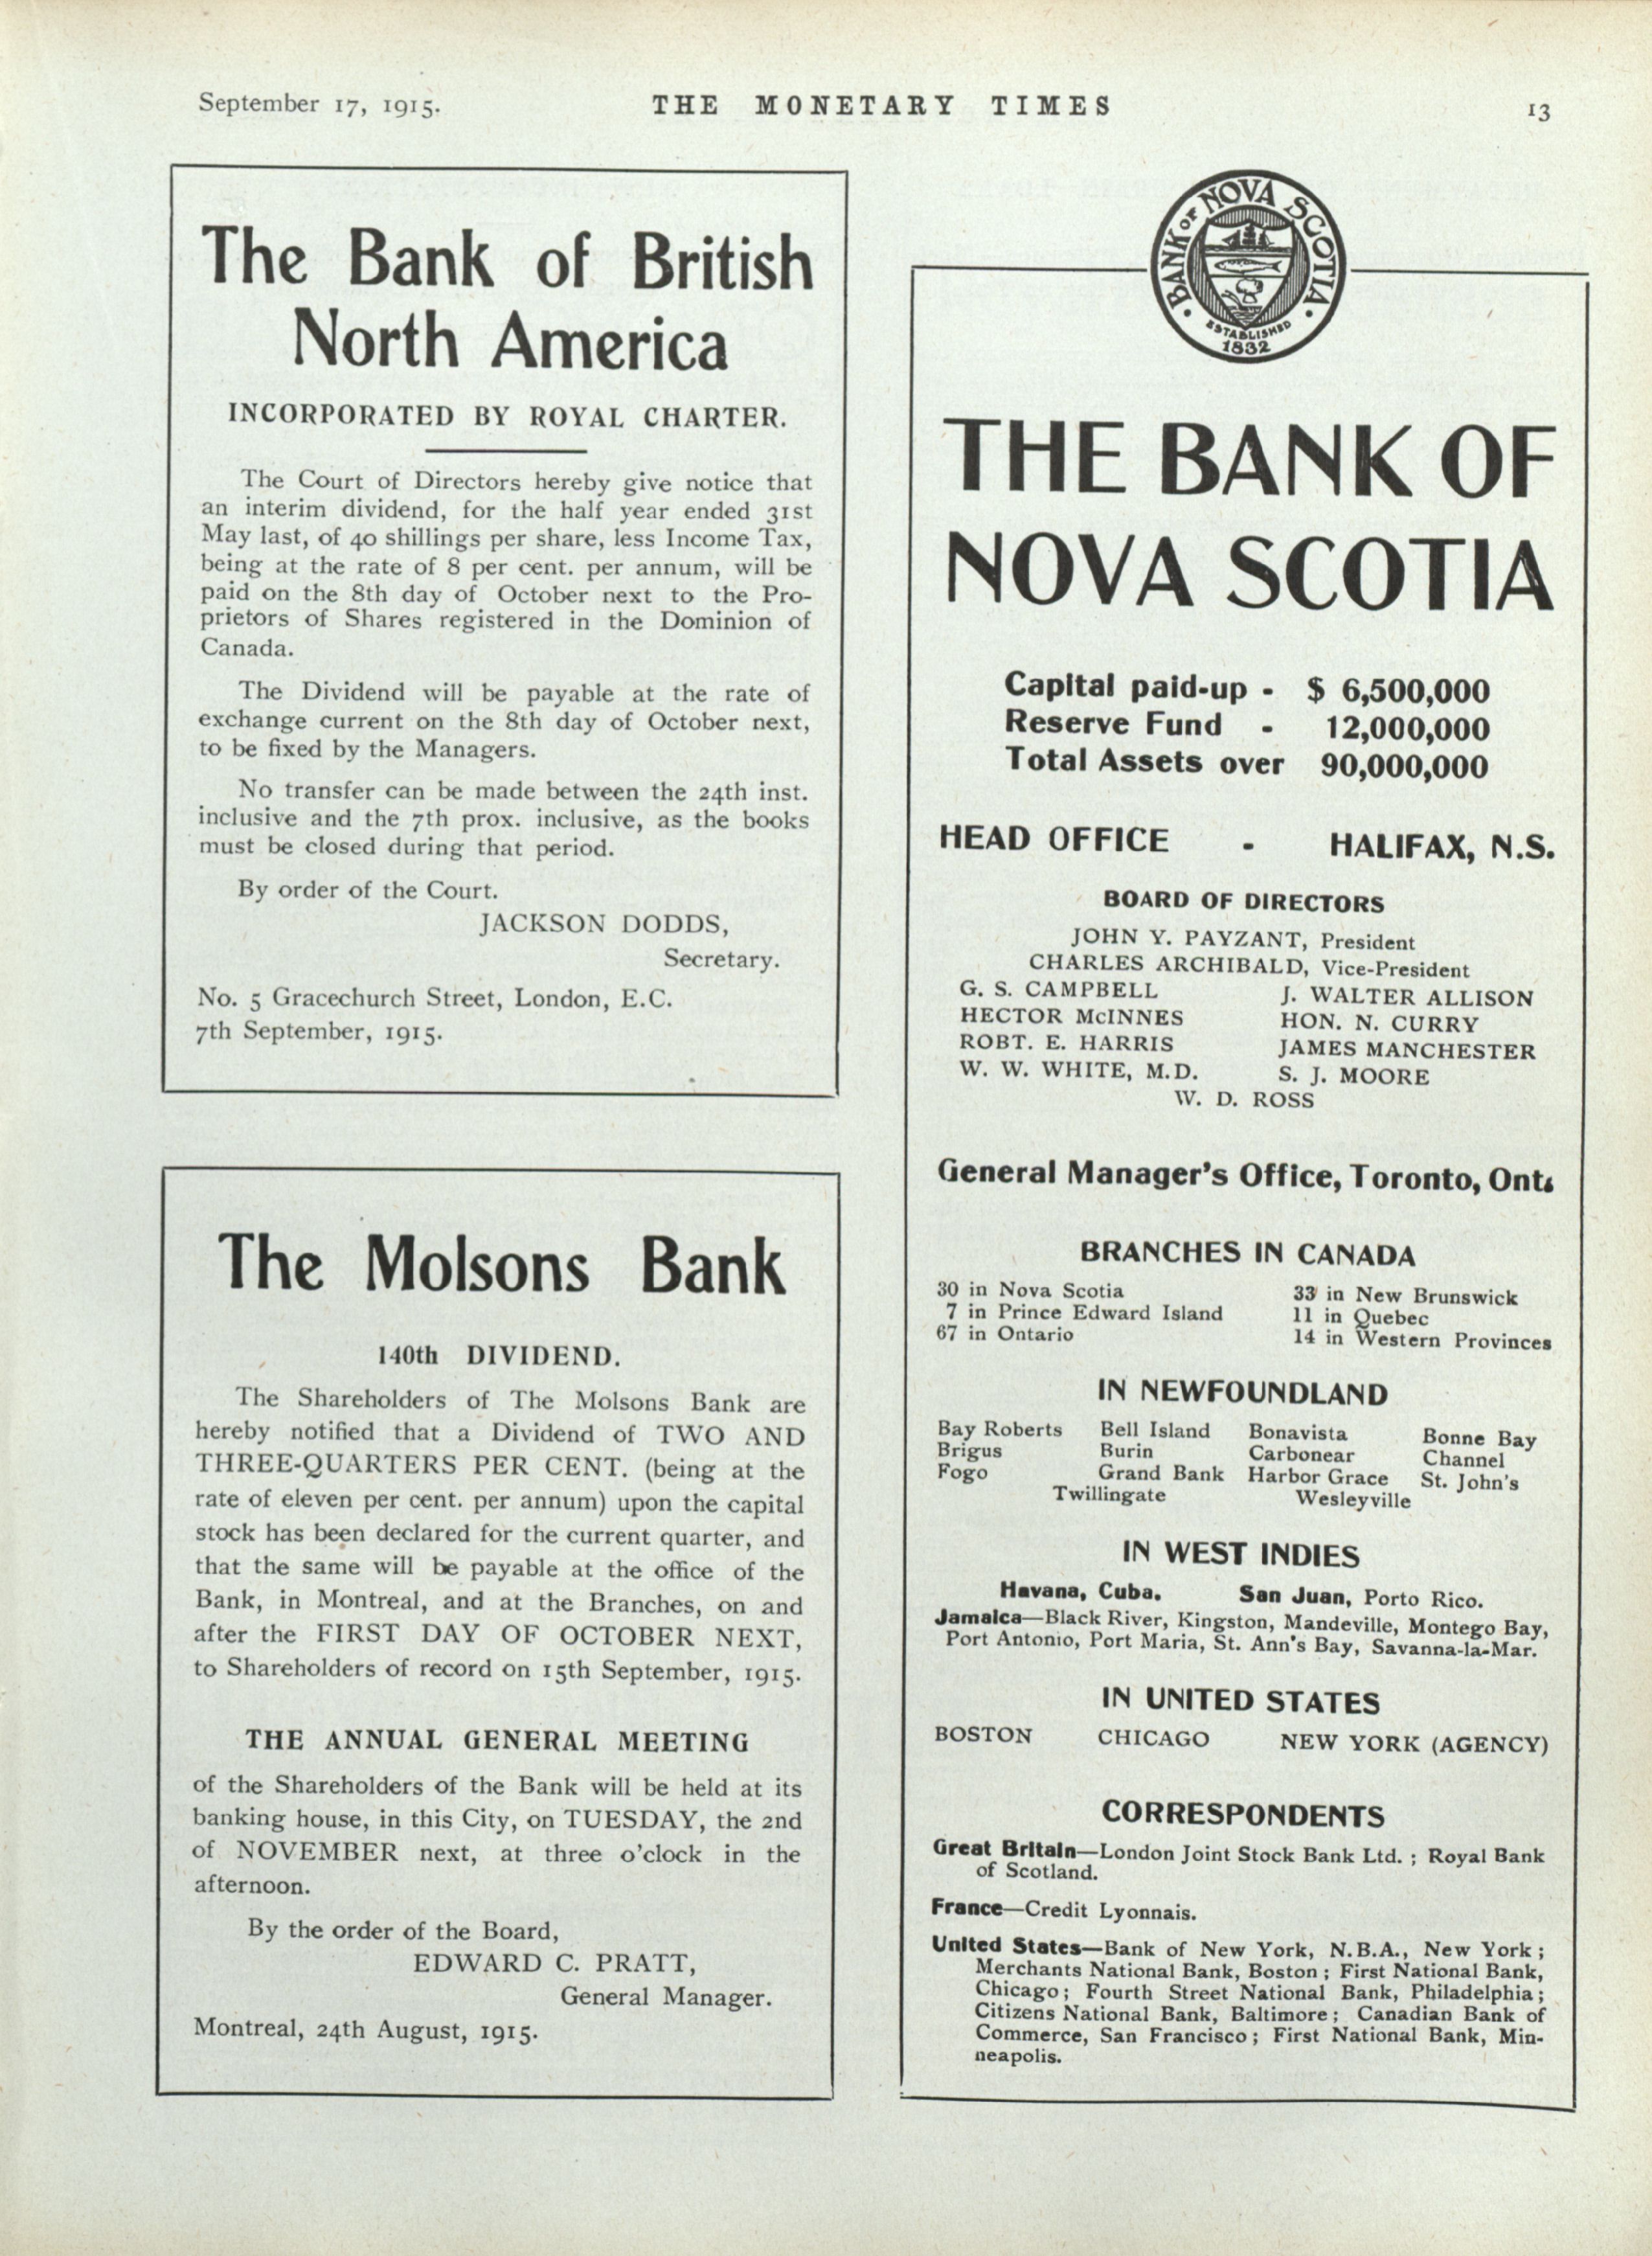 September 17, 1915.
THE MONETARY TIMES
13
The Bank of British
North America
INCORPORATED BY ROYAL CHARTER.
The Court of Directors hereby give notice that
an interim dividend, for the half year ended 31st
May last, of 40 shillings per share, less Income Tax,
being at the rate of 8 per cent. per annum, will be
paid on the 8th day of October next to the Pro-
prietors of Shares registered in the Dominion of
Canada.
The Dividend will be payable at the rate of
exchange current on the 8th day of October next,
to be fixed by the Managers.
No transfer can be made between the 24th inst.
inclusive and the 7th prox. inclusive, as the books
must be closed during that period.
By order of the Court.
JACKSON DODDS,
Secretary.
No. 5 Gracechurch Street, London, E.C.
7th September, 1915.
The Molsons Bank
140th DIVIDEND.
The Shareholders of The Molsons Bank are
hereby notified that a Dividend of TWO AND
THREE-QUARTERS PER CENT. (being at the
rate of eleven per cent. per annum) upon the capital
stock has been declared for the current quarter, and
that the same will be payable at the office of the
Bank, in Montreal, and at the Branches, on and
after the FIRST DAY OF OCTOBER NEXT,
to Shareholders of record on 15th September, 1915.
THE ANNUAL GENERAL MEETING
of the Shareholders of the Bank will be held at its
banking house, in this City, on TUESDAY, the 2nd
of NOVEMBER next, at three o'clock in the
afternoon.
By the order of the Board,
EDWARD C. PRATT,
General Manager.
Montreal, 24th August, 1915.
BANK OF NOVA SCOTIA
ESTABLISHED
1832
THE BANK OF
NOVA SCOTIA
Capital paid-up - $ 6,500,000
Reserve Fund - 12,000,000
Total Assets over 90,000,000
HEAD OFFICE - HALIFAX, N.S.
BOARD OF DIRECTORS
JOHN Y. PAYZANT, President
CHARLES ARCHIBALD, Vice-President
G. S. CAMPBELL J. WALTER ALLISON
HECTOR McINNES HON. N. CURRY
ROBT. E. HARRIS JAMES MANCHESTER
W. W. WHITE, M.D. S. J. MOORE
W. D. ROSS
General Manager's Office, Toronto, Ont.
BRANCHES IN CANADA
30 in Nova Scotia 33 in New Brunswick
7 in Prince Edward Island 11 in Quebec
67 in Ontario 14 in Western Provinces
IN NEWFOUNDLAND
Bay Roberts Bell Island Bonavista Bonne Bay
Brigus Burin Carbonear Channel
Fogo Grand Bank Harbor Grace St. John's
Twillingate Wesleyville
IN WEST INDIES
Havana, Cuba. San Juan, Porto Rico.
Jamaica—Black River, Kingston, Mandeville, Montego Bay,
Port Antonio, Port Maria, St. Ann's Bay, Savanna-la-Mar.
IN UNITED STATES
BOSTON CHICAGO NEW YORK (AGENCY)
CORRESPONDENTS
Great Britain—London Joint Stock Bank Ltd. ; Royal Bank
of Scotland.
France—Credit Lyonnais.
United States—Bank of New York, N.B.A., New York ;
Merchants National Bank, Boston ; First National Bank,
Chicago ; Fourth Street National Bank, Philadelphia ;
Citizens National Bank, Baltimore ; Canadian Bank of
Commerce, San Francisco ; First National Bank, Min-
neapolis.